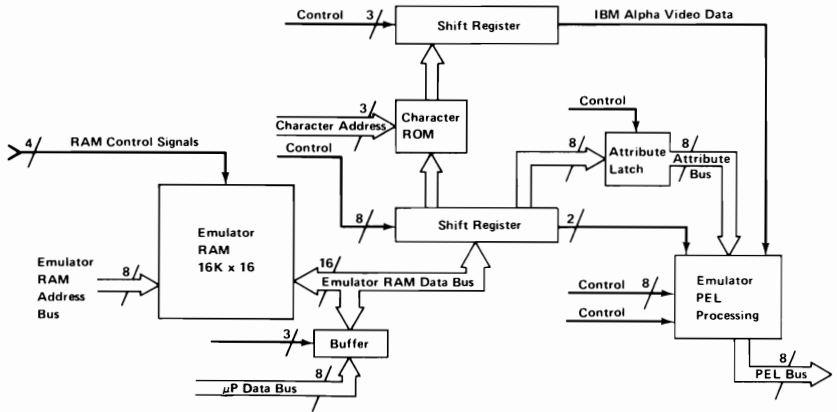 Control
3
Shift Register
IBM Alpha Video Data
3
Character Address
Character
ROM
Control
Control
4
RAM Control Signals
8
Attribute
Latch
8
Attribute
Bus
Emulator
RAM
16K x 16
8
Shift Register
2
Emulator
RAM
Address
Bus
8
16
Emulator RAM Data Bus
Control
8
Control
Emulator
PEL
Processing
3
Buffer
8
μP Data Bus
8
PEL Bus